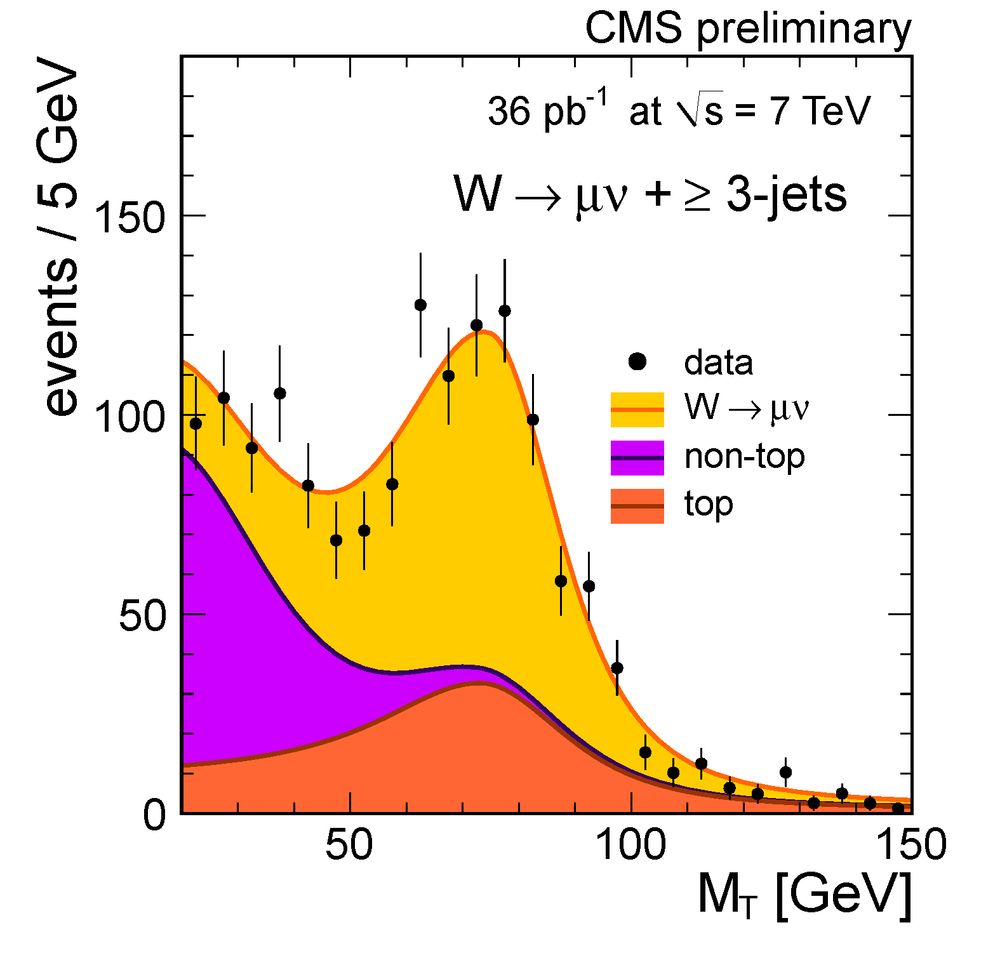 CMS preliminary
36 pb⁻¹ at √s = 7 TeV
W → μν + ≥ 3-jets
events / 5 GeV
150
100
50
0
data
W → μν
non-top
top
50 100 150
M_T [GeV]